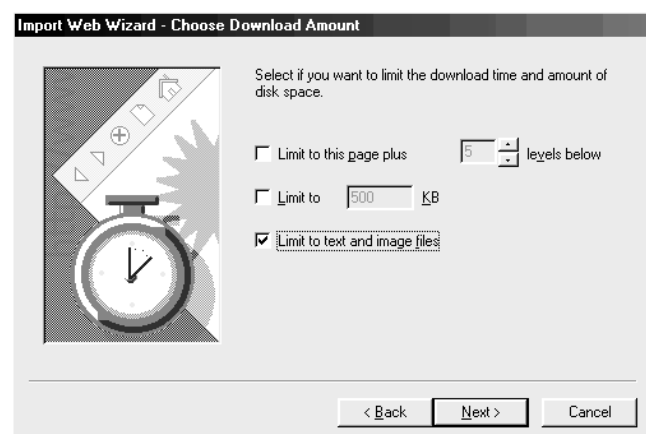 Import Web Wizard - Choose Download Amount
Select if you want to limit the download time and amount of
disk space.
Limit to this page plus 5 levels below
Limit to 500 KB
Limit to text and image files
< Back Next > Cancel